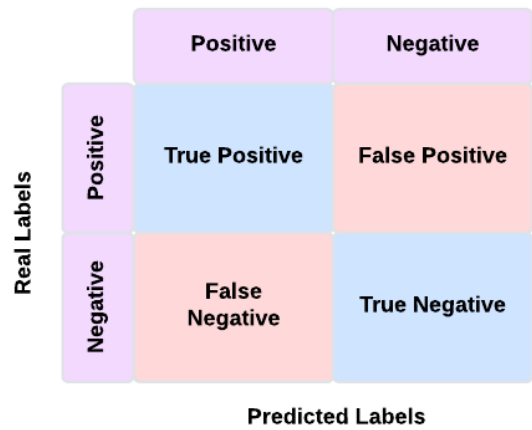 Positive
Negative
Real Labels
Positive
True Positive
False Positive
Negative
False
Negative
True Negative
Predicted Labels